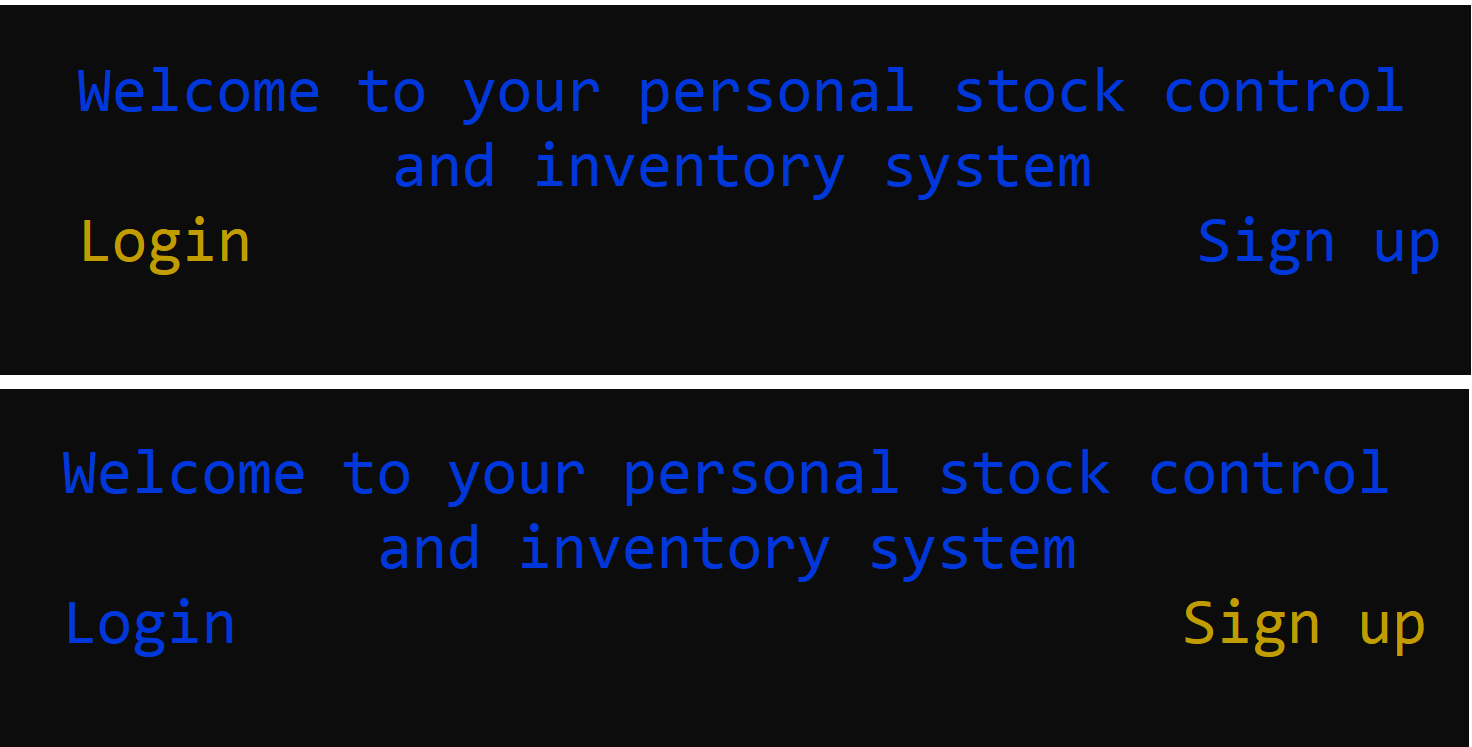 Welcome to your personal stock control
and inventory system
Login Sign up
Welcome to your personal stock control
and inventory system
Login Sign up